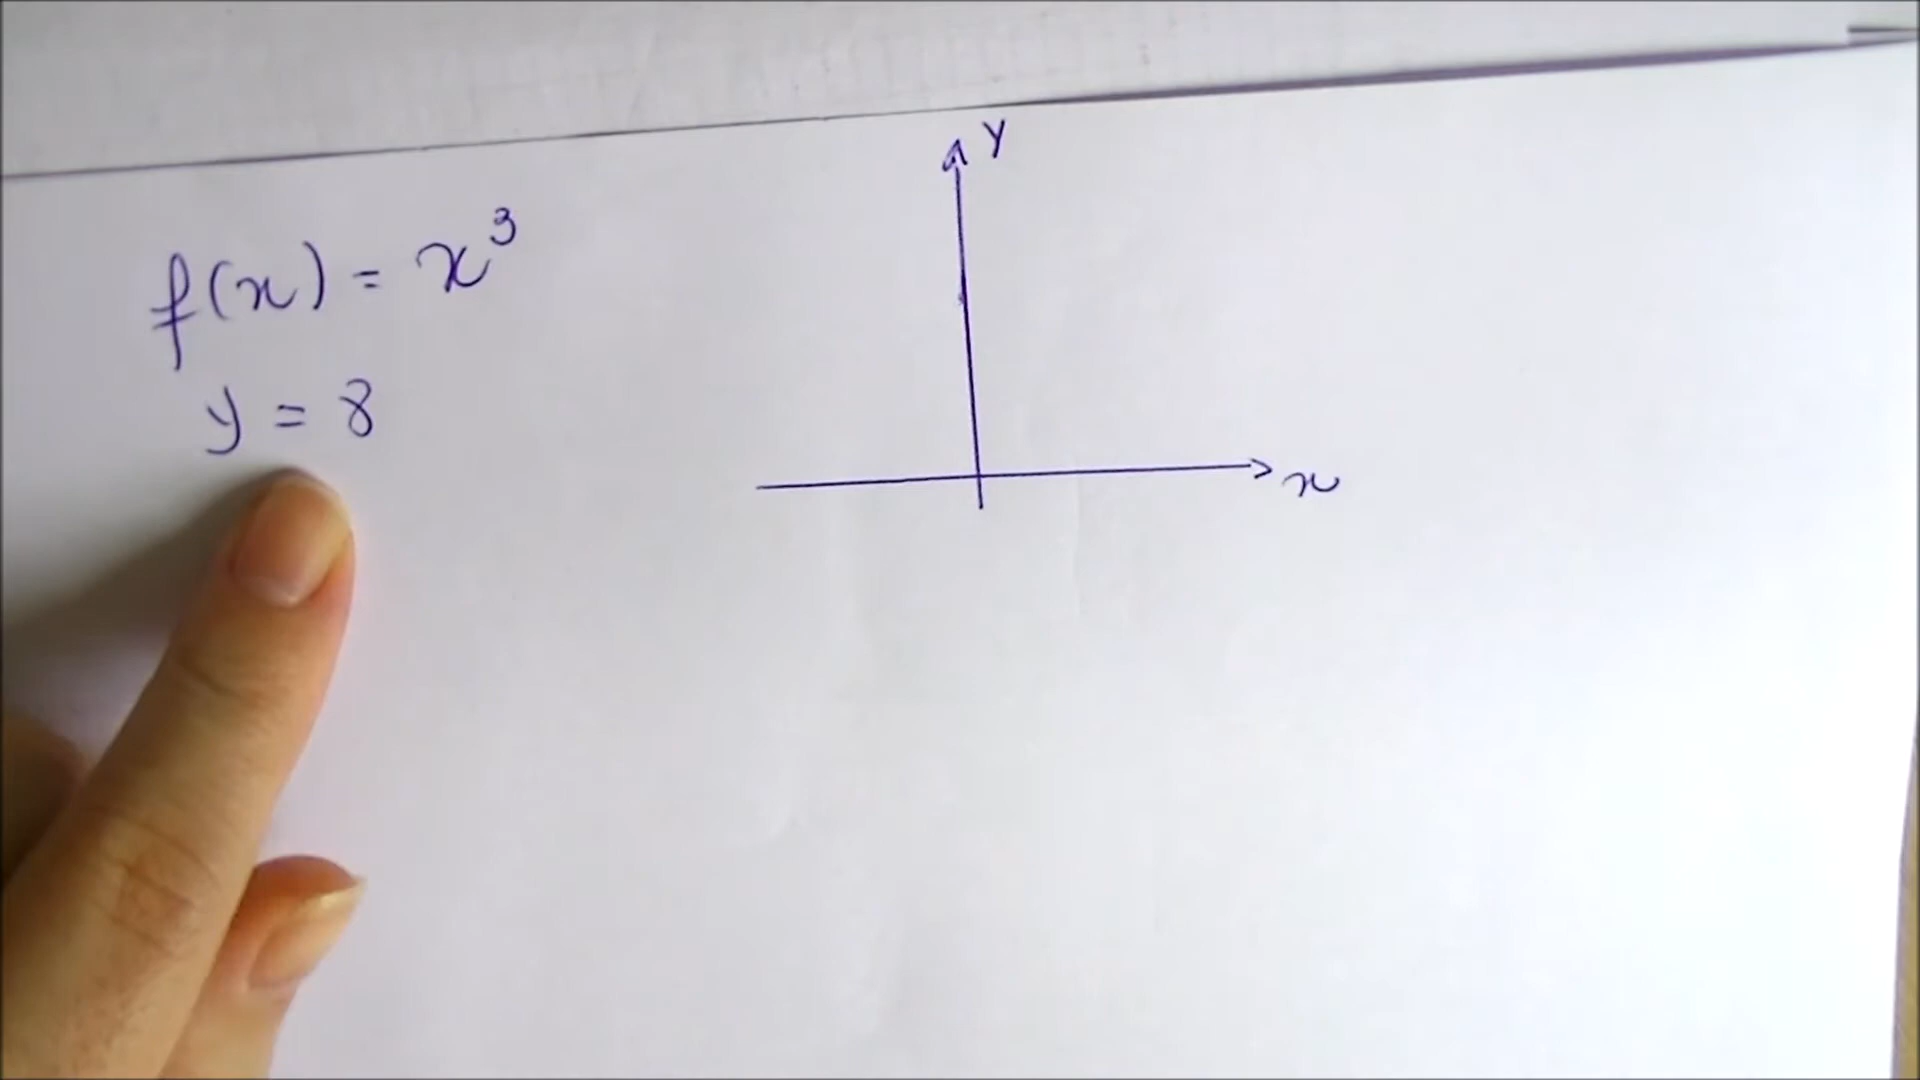 f(x) = x³
y = 8
y
x